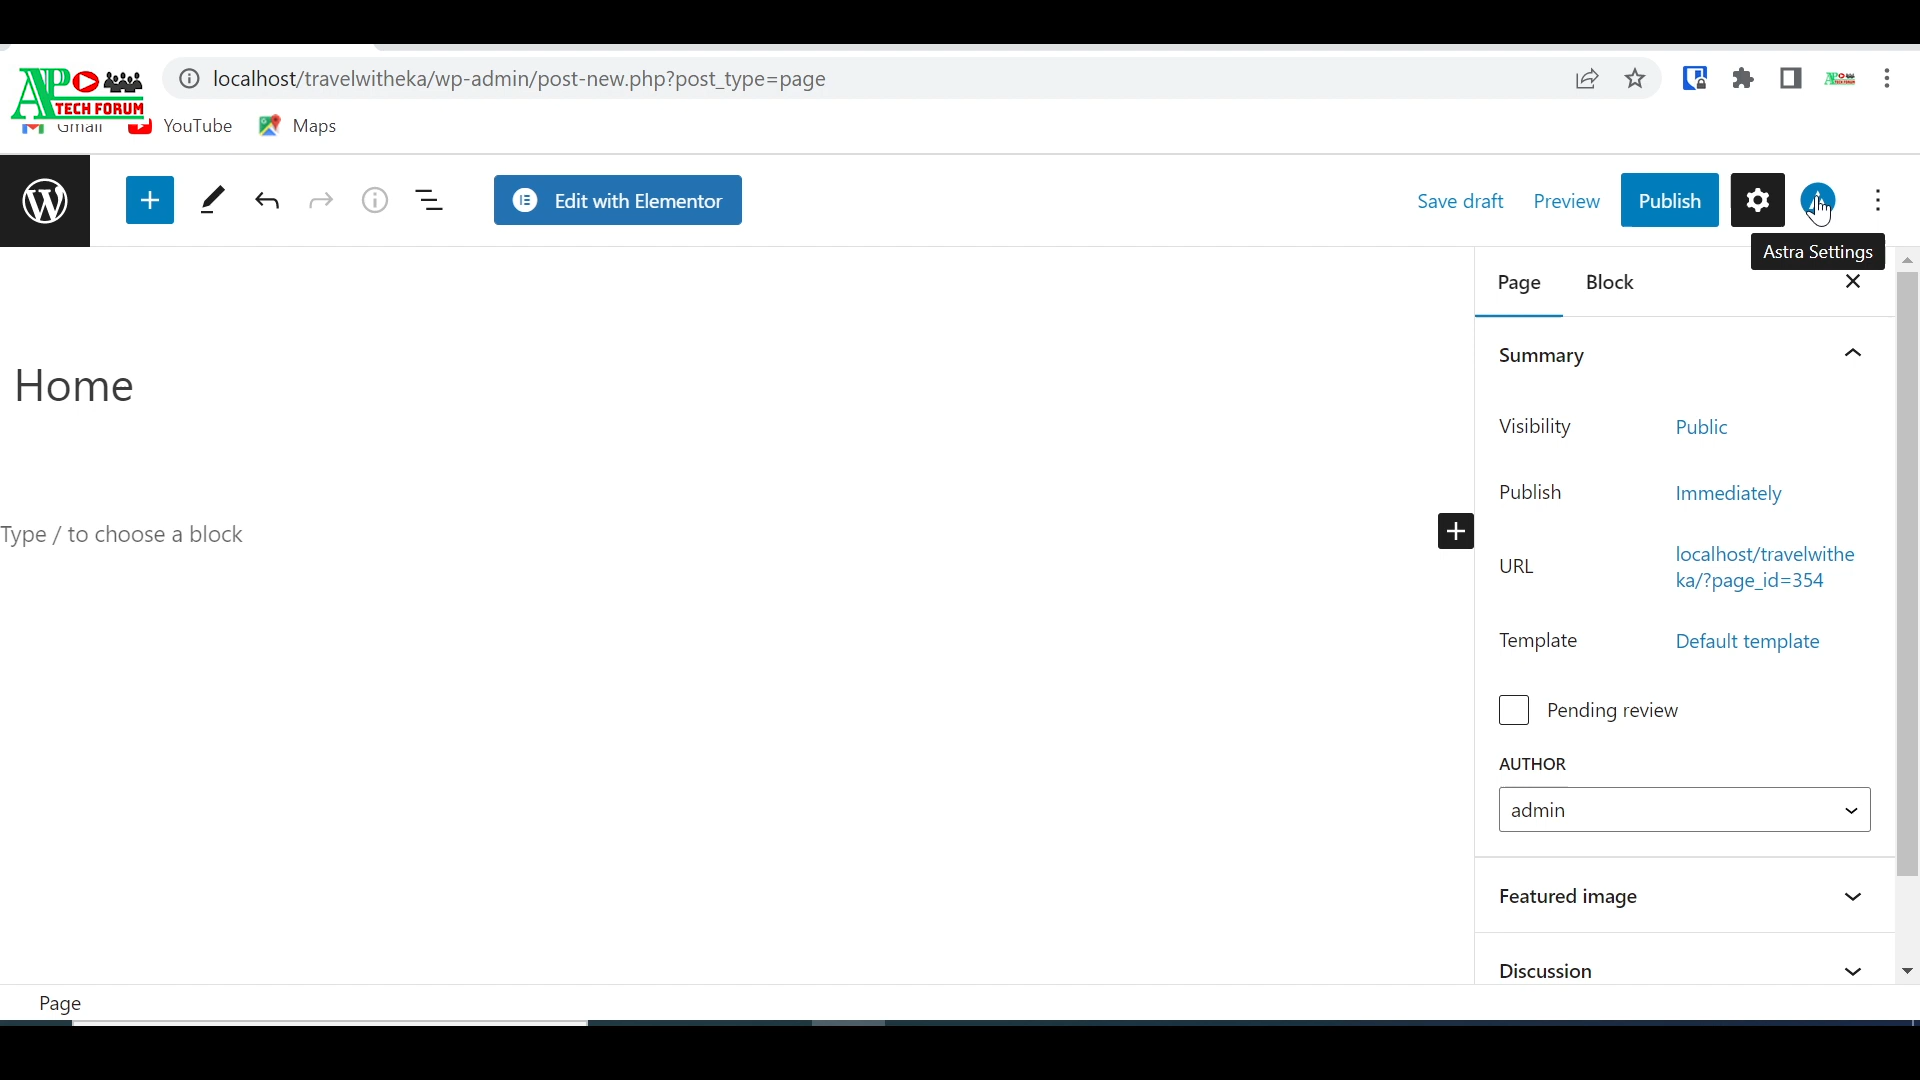 AP TECH FORUM
localhost/travelwitheka/wp-admin/post-new.php?post_type=page
Gmail YouTube Maps
Edit with Elementor Save draft Preview Publish
Astra Settings
Page Block
Summary
Home
Visibility Public
Publish Immediately
Type / to choose a block
URL localhost/travelwithe
ka/?page_id=354
Template Default template
Pending review
AUTHOR
admin
Featured image
Discussion
Page